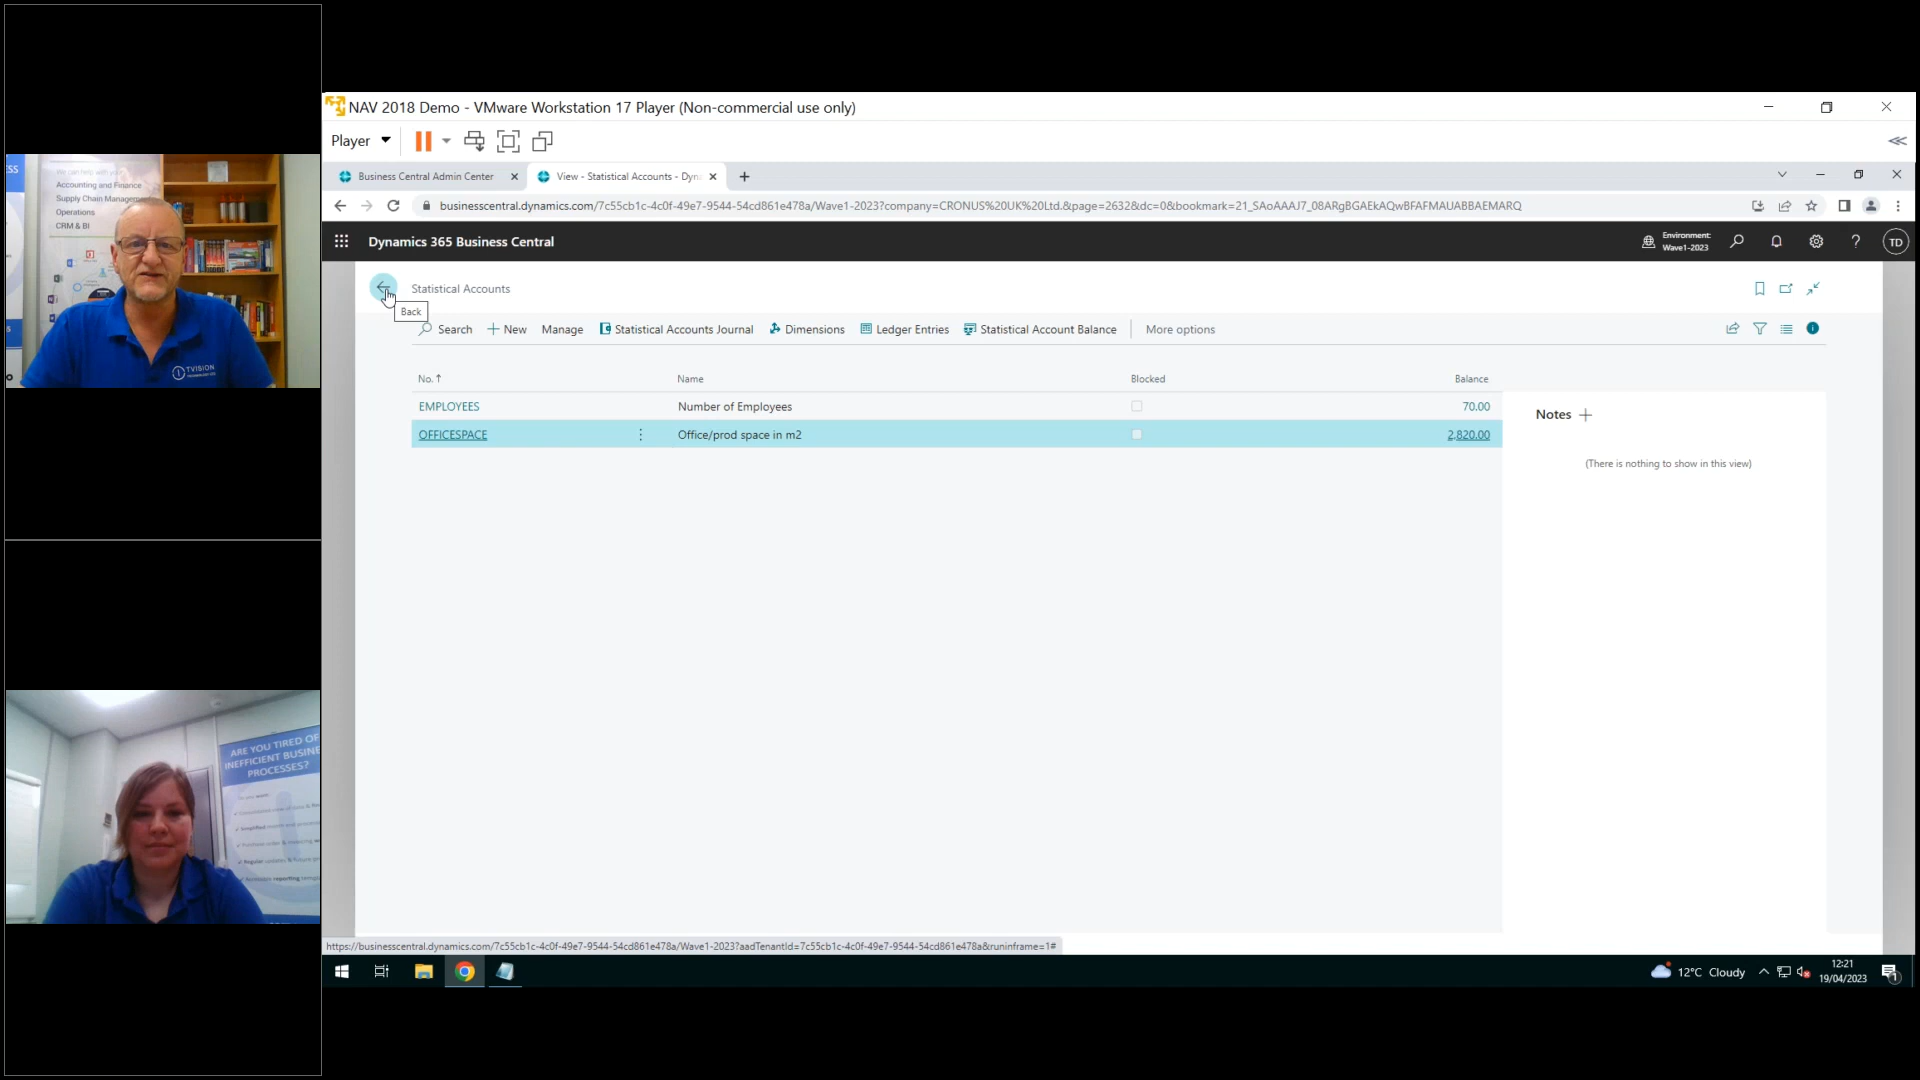 NAV 2018 Demo - VMware Workstation 17 Player (Non-commercial use only)
Player
Business Central Admin Center
View - Statistical Accounts - Dyn
businesscentral.dynamics.com/7c55cb1c-4c0f-49e7-9544-54cd861e478a/Wave1-2023?company=CRONUS%20UK%20Ltd.&page=2632&dc=0&bookmark=21_SAoAAAJ7_08ARgBGAEkAQwBFAFMAUABBAEMARQ
Dynamics 365 Business Central
Environment:
Wave1-2023
TD
Statistical Accounts
Back
Search
New
Manage
Statistical Accounts Journal
Dimensions
Ledger Entries
Statistical Account Balance
More options
No. ↑
Name
Blocked
Balance
EMPLOYEES
Number of Employees
70.00
OFFICESPACE
Office/prod space in m2
2,820.00
Notes
(There is nothing to show in this view)
https://businesscentral.dynamics.com/7c55cb1c-4c0f-49e7-9544-54cd861e478a/Wave1-2023?aadTenantId=7c55cb1c-4c0f-49e7-9544-54cd861e478a&runinframe=1#
12°C Cloudy
12:21
19/04/2023
1
Accounting and Finance
Supply Chain Management
Operations
CRM & BI
TVISION
ARE YOU TIRED OF
INEFFICIENT BUSIN
PROCESSES?